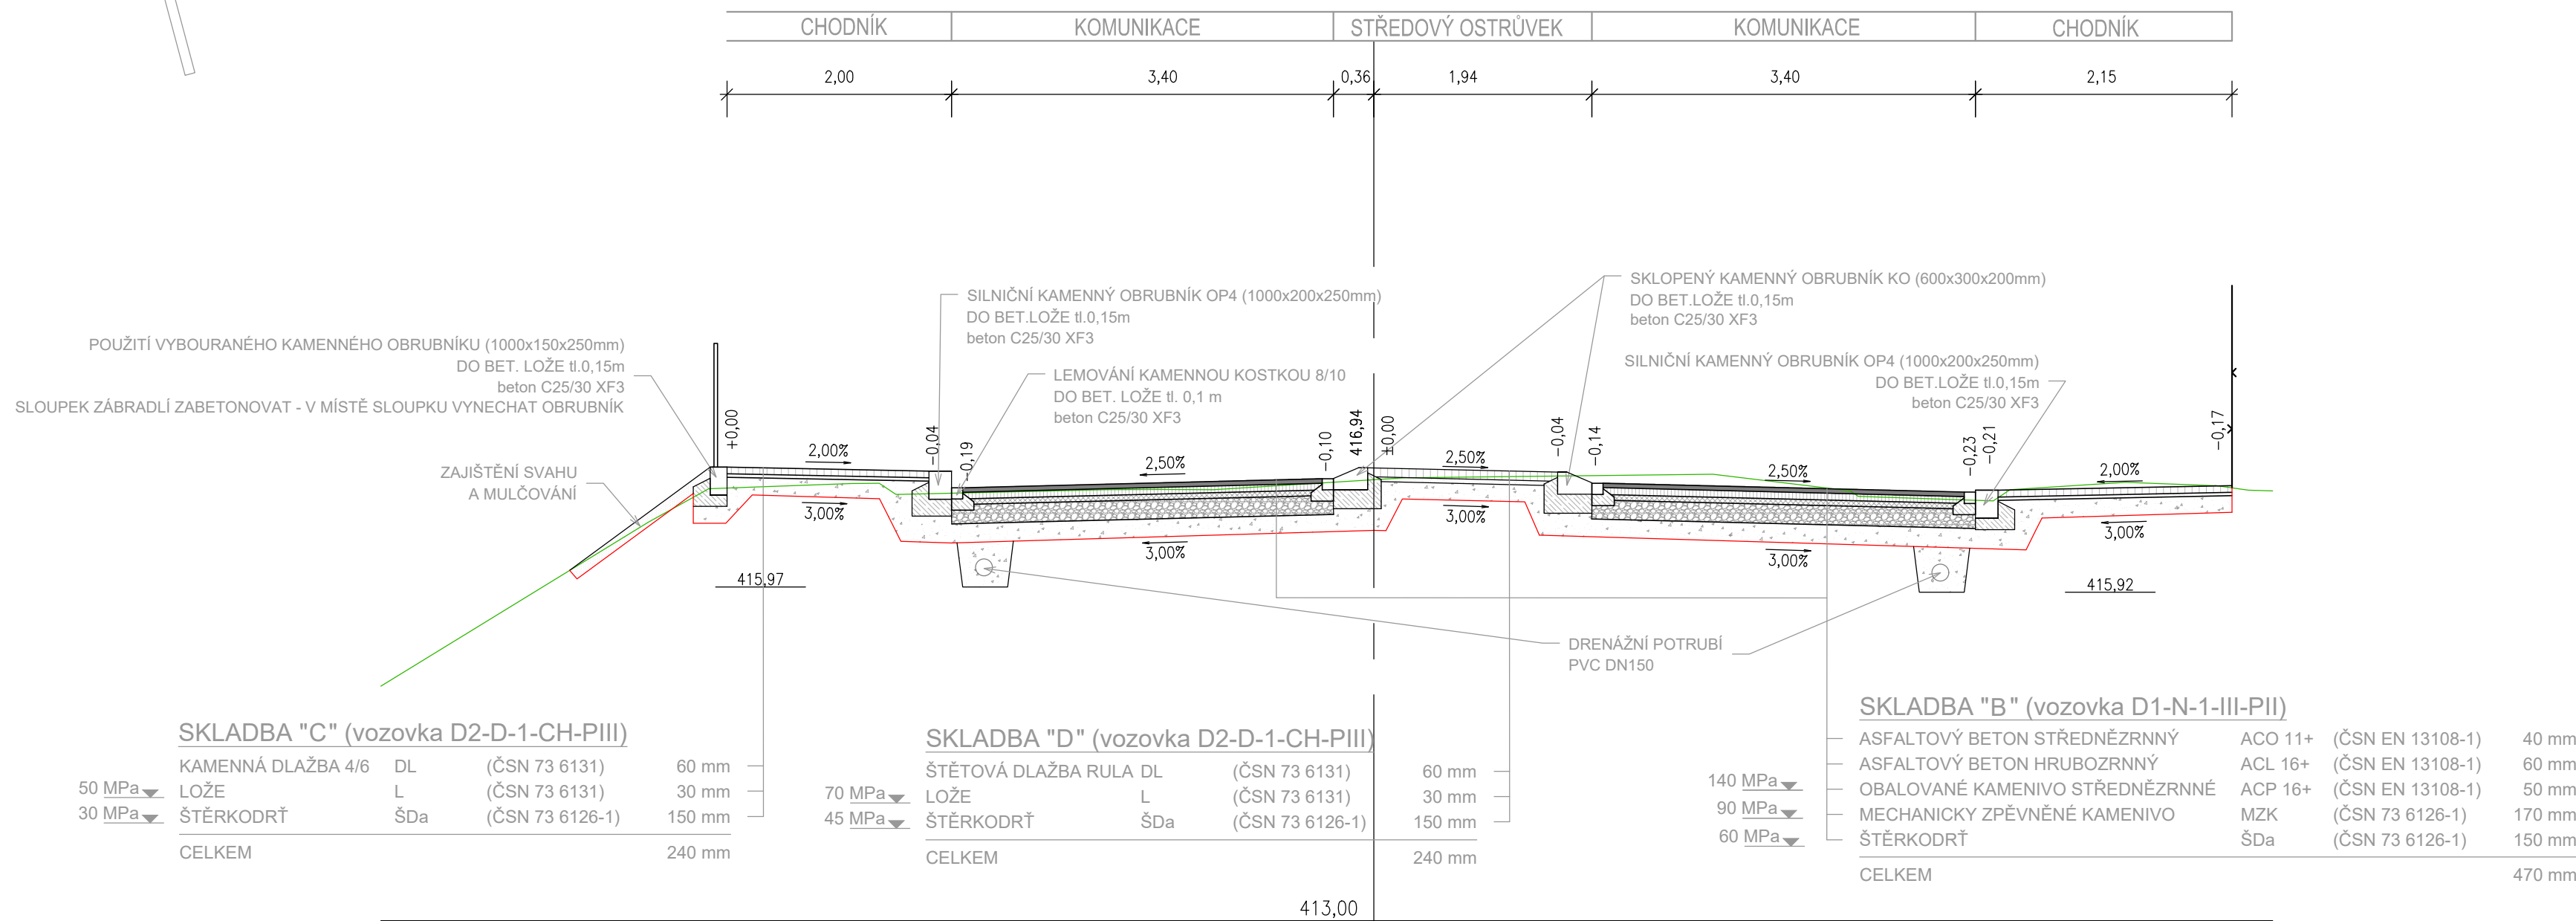 CHODNÍK KOMUNIKACE STŘEDOVÝ OSTRŮVEK KOMUNIKACE CHODNÍK
2,00 3,40 0,36 1,94 3,40 2,15
SILNIČNÍ KAMENNÝ OBRUBNÍK OP4 (1000x200x250mm)
DO BET.LOŽE tl.0,15m
beton C25/30 XF3
SKLOPENÝ KAMENNÝ OBRUBNÍK KO (600x300x200mm)
DO BET.LOŽE tl.0,15m
beton C25/30 XF3
POUŽITÍ VYBOURANÉHO KAMENNÉHO OBRUBNÍKU (1000x150x250mm)
DO BET. LOŽE tl.0,15m
beton C25/30 XF3
SLOUPEK ZÁBRADLÍ ZABETONOVAT - V MÍSTĚ SLOUPKU VYNECHAT OBRUBNÍK
LEMOVÁNÍ KAMENNOU KOSTKOU 8/10
DO BET. LOŽE tl. 0,1 m
beton C25/30 XF3
SILNIČNÍ KAMENNÝ OBRUBNÍK OP4 (1000x200x250mm)
DO BET.LOŽE tl.0,15m
beton C25/30 XF3
+0,00
-0,04
-0,19
-0,10
416,94
±0,00
-0,04
-0,14
-0,23
-0,21
-0,17
2,00% 2,50% 2,50% 2,50% 2,00%
ZAJIŠTĚNÍ SVAHU
A MULČOVÁNÍ
3,00% 3,00% 3,00% 3,00% 3,00%
415,97 415,92
DRENÁŽNÍ POTRUBÍ
PVC DN150
SKLADBA "C" (vozovka D2-D-1-CH-PIII)
KAMENNÁ DLAŽBA 4/6 DL (ČSN 73 6131) 60 mm
50 MPa LOŽE L (ČSN 73 6131) 30 mm
30 MPa ŠTĚRKODRŤ ŠDa (ČSN 73 6126-1) 150 mm
CELKEM 240 mm
SKLADBA "D" (vozovka D2-D-1-CH-PIII)
ŠTĚTOVÁ DLAŽBA RULA DL (ČSN 73 6131) 60 mm
70 MPa LOŽE L (ČSN 73 6131) 30 mm
45 MPa ŠTĚRKODRŤ ŠDa (ČSN 73 6126-1) 150 mm
CELKEM 240 mm
SKLADBA "B" (vozovka D1-N-1-III-PII)
ASFALTOVÝ BETON STŘEDNĚZRNNÝ ACO 11+ (ČSN EN 13108-1) 40 mm
ASFALTOVÝ BETON HRUBOZRNNÝ ACL 16+ (ČSN EN 13108-1) 60 mm
140 MPa OBALOVANÉ KAMENIVO STŘEDNĚZRNNÉ ACP 16+ (ČSN EN 13108-1) 50 mm
90 MPa MECHANICKY ZPĚVNĚNÉ KAMENIVO MZK (ČSN 73 6126-1) 170 mm
60 MPa ŠTĚRKODRŤ ŠDa (ČSN 73 6126-1) 150 mm
CELKEM 470 mm
413,00